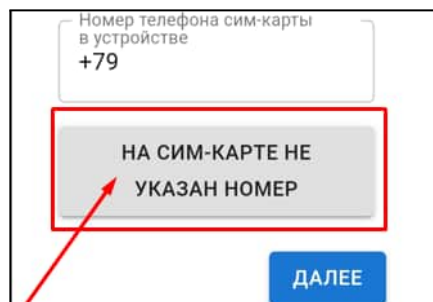 Номер телефона сим-карты
в устройстве
+79
НА СИМ-КАРТЕ НЕ
УКАЗАН НОМЕР
ДАЛЕЕ